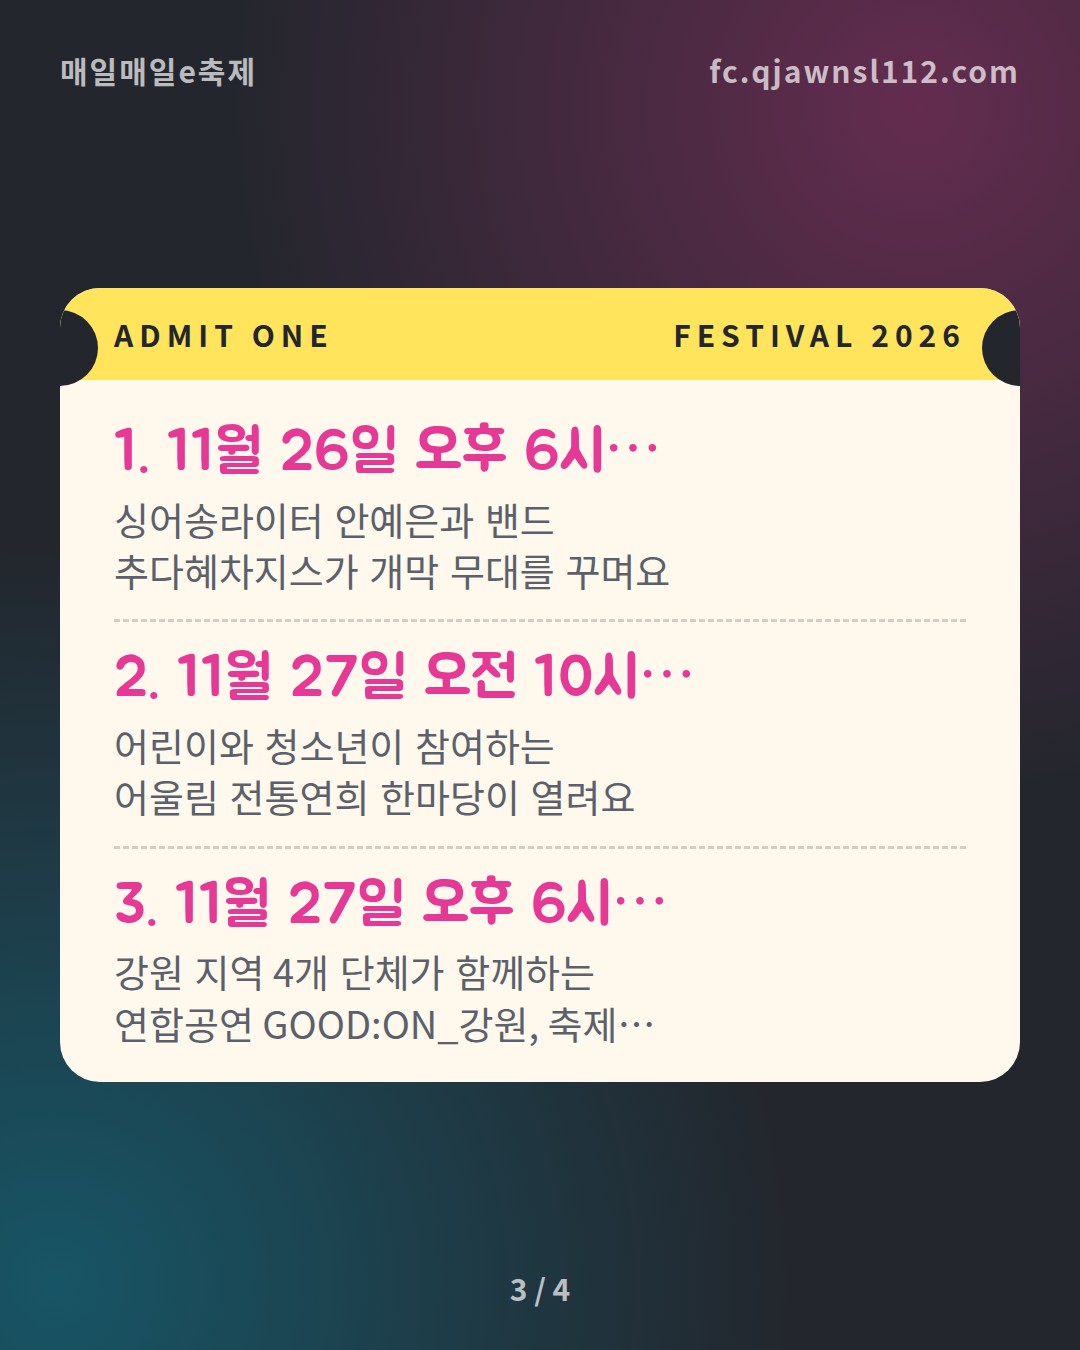 매일매일e축제
fc.qjawnsl112.com
ADMIT ONE
FESTIVAL 2026
1. 11월 26일 오후 6시…
싱어송라이터 안예은과 밴드
추다혜차지스가 개막 무대를 꾸며요
2. 11월 27일 오전 10시…
어린이와 청소년이 참여하는
어울림 전통연희 한마당이 열려요
3. 11월 27일 오후 6시…
강원 지역 4개 단체가 함께하는
연합공연 GOOD:ON_강원, 축제…
3 / 4